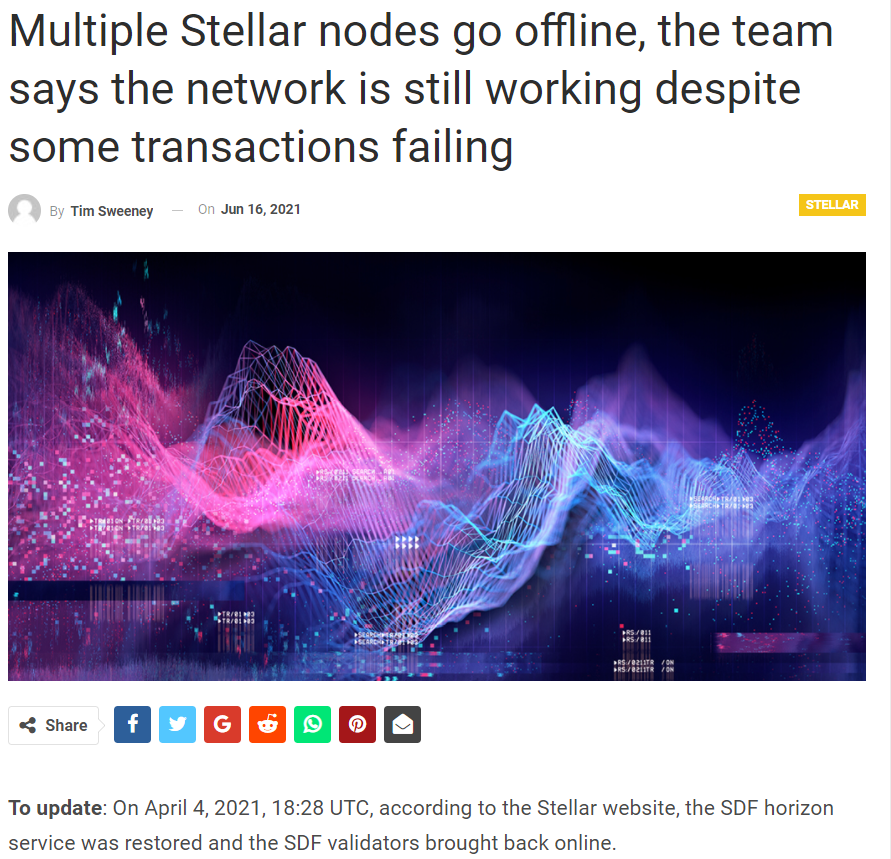 Multiple Stellar nodes go offline, the team
says the network is still working despite
some transactions failing
By Tim Sweeney — On Jun 16, 2021
STELLAR
Share
To update: On April 4, 2021, 18:28 UTC, according to the Stellar website, the SDF horizon
service was restored and the SDF validators brought back online.